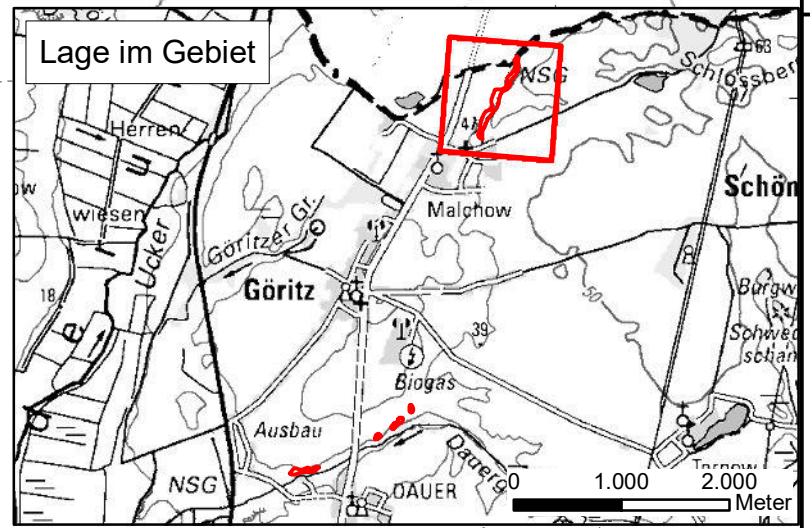 Lage im Gebiet
NSG
63
Schlossberg
47
Herren-
wiesen
Ucker
Göritzer Gr.
Malchow
Schön
Göritz
18
50
39
Burgw
Schwed
schan
Biogas
Ausbau
NSG
DAUER
Dauerg
0 1.000 2.000
Meter